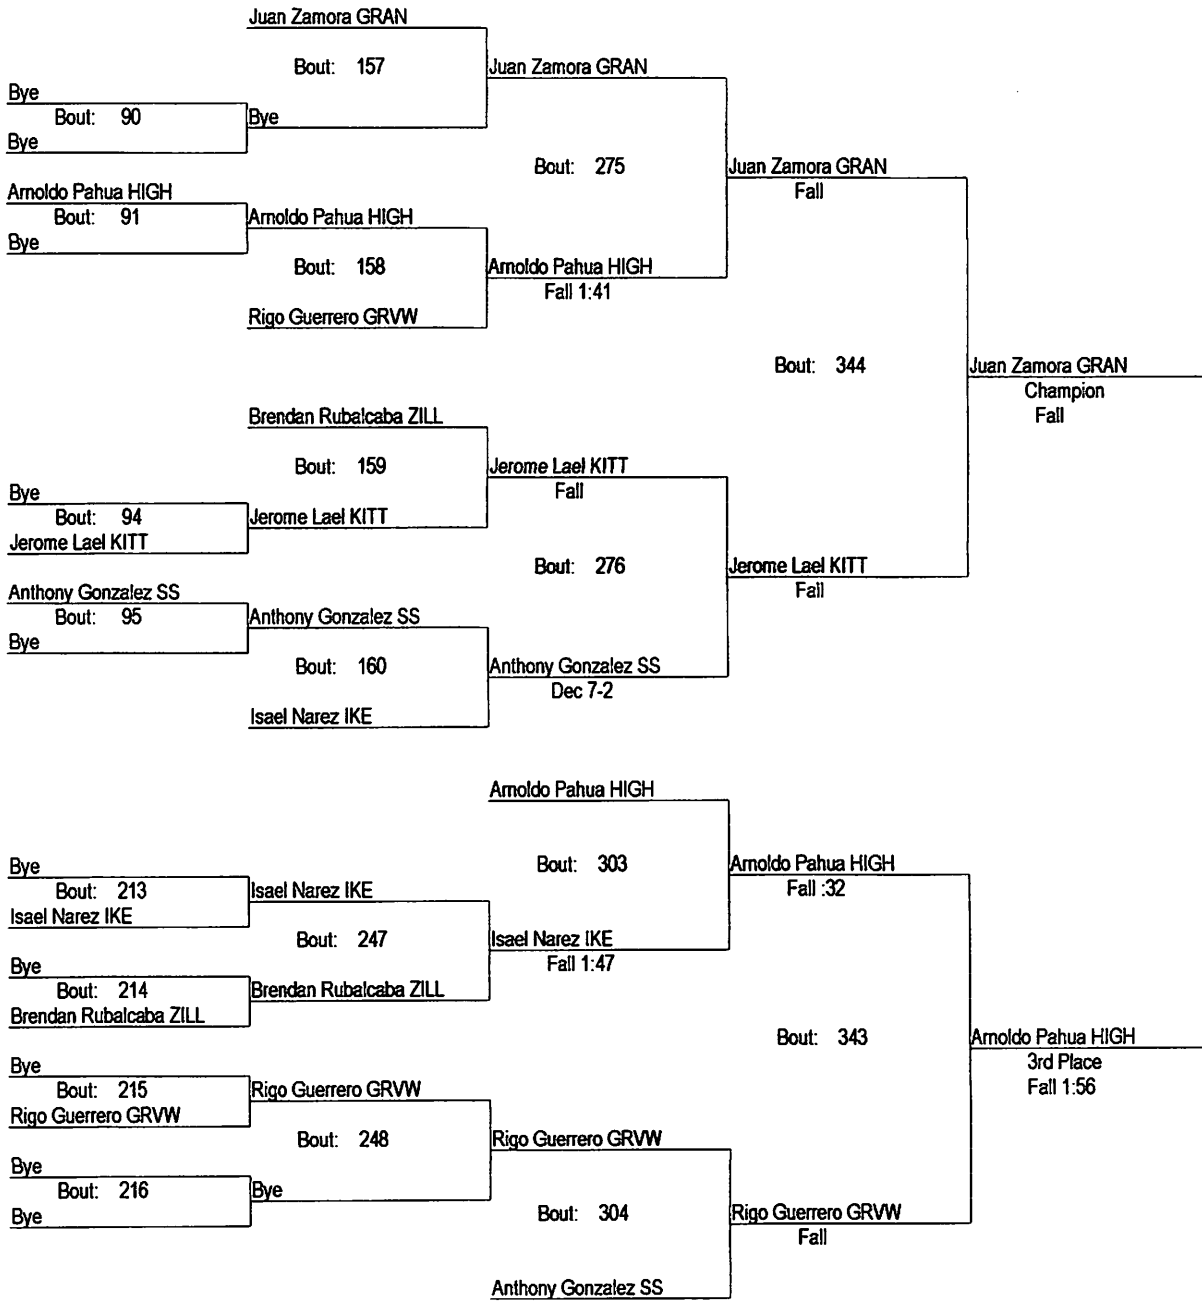 Juan Zamora GRAN
Bout: 157
Juan Zamora GRAN
Bye
Bout: 90
Bye
Bye
Bout: 275
Juan Zamora GRAN
Fall
Arnoldo Pahua HIGH
Bout: 91
Arnoldo Pahua HIGH
Bye
Bout: 158
Arnoldo Pahua HIGH
Fall 1:41
Rigo Guerrero GRVW
Bout: 344
Juan Zamora GRAN
Champion
Fall
Brendan Rubalcaba ZILL
Bout: 159
Jerome Lael KITT
Fall
Bye
Bout: 94
Jerome Lael KITT
Jerome Lael KITT
Bout: 276
Jerome Lael KITT
Fall
Anthony Gonzalez SS
Bout: 95
Anthony Gonzalez SS
Bye
Bout: 160
Anthony Gonzalez SS
Dec 7-2
Isael Narez IKE
Arnoldo Pahua HIGH
Bout: 303
Arnoldo Pahua HIGH
Fall :32
Bye
Bout: 213
Isael Narez IKE
Isael Narez IKE
Bout: 247
Isael Narez IKE
Fall 1:47
Bye
Bout: 214
Brendan Rubalcaba ZILL
Brendan Rubalcaba ZILL
Bout: 343
Arnoldo Pahua HIGH
3rd Place
Fall 1:56
Bye
Bout: 215
Rigo Guerrero GRVW
Rigo Guerrero GRVW
Bout: 248
Rigo Guerrero GRVW
Bye
Bout: 216
Bye
Bye
Bout: 304
Rigo Guerrero GRVW
Fall
Anthony Gonzalez SS